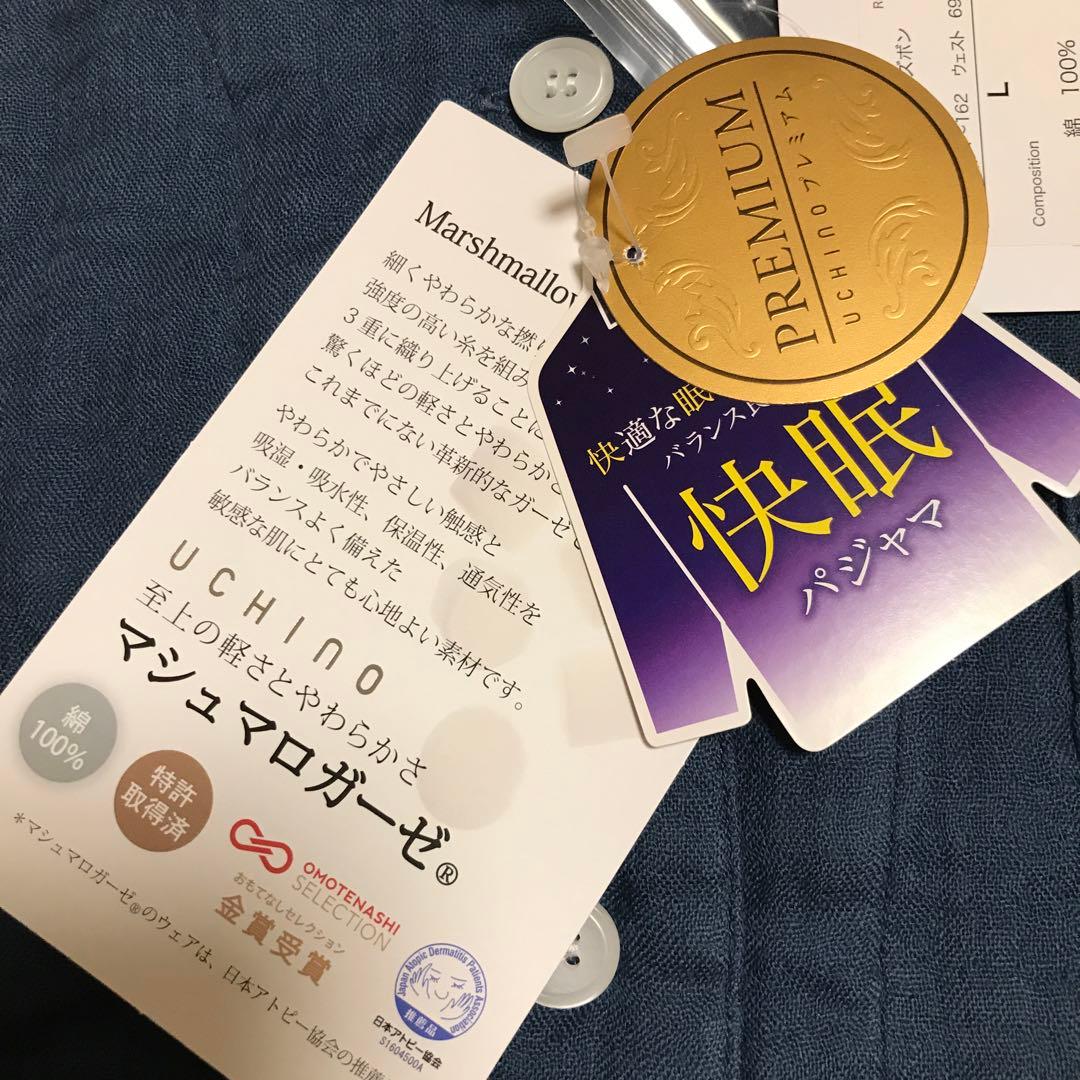 Marshmallow
細くやわらかな撚り
強度の高い糸を組み
3重に織り上げることに
驚くほどの軽さとやわらかさ
これまでにない革新的なガーゼで
やわらかでやさしい触感と
吸湿・吸水性、保温性、通気性を
バランスよく備えた
敏感な肌にとても心地よい素材です。
UCHINO
至上の軽さとやわらかさ
マシュマロガーゼ®
綿
100%
特許
取得済
OMOTENASHI
SELECTION
おもてなしセレクション
金賞受賞
*マシュマロガーゼ®のウェアは、日本アトピー協会の推薦
Japan Atopic Dermatitis Patients Association
推薦品
日本アトピー協会
S1604500A
PREMIUM
UCHINO プレミアム
快適な眠
バランス良
快眠
パジャマ
ズボン
162 ウェスト 69
L
Composition
綿 100%